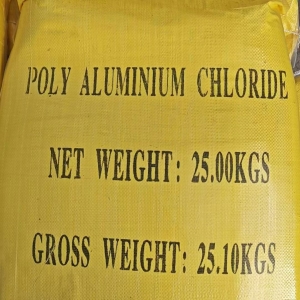 POLY ALUMINIUM CHLORIDE
NET WEIGHT: 25.00KGS
GROSS WEIGHT: 25.10KGS